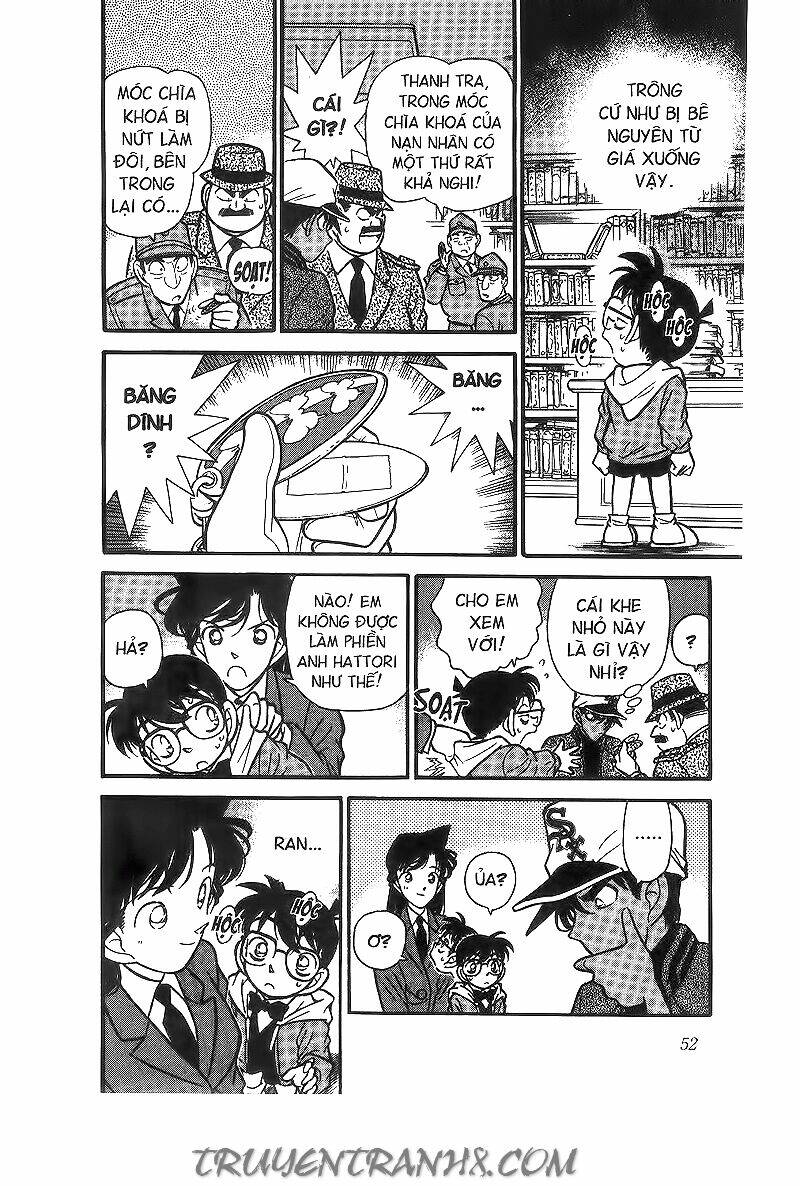 TRÔNG
CỨ NHƯ BỊ BÊ
NGUYÊN TỪ
GIÁ XUỐNG
VẬY.
HỘC
HỘC
HỘC
THANH TRA,
TRONG MÓC
CHÌA KHOÁ CỦA
NẠN NHÂN CÓ
MỘT THỨ RẤT
KHẢ NGHI!
CÁI
GÌ?!
MÓC CHÌA
KHOÁ BỊ
NỨT LÀM
ĐÔI, BÊN
TRONG
LẠI CÓ...
SOẠT!
BĂNG
...
BĂNG
DÍNH
?
?
CÁI KHE
NHỎ NÀY
LÀ GÌ VẬY
NHỈ?
CHO EM
XEM
VỚI!
SOẠT
NÀO! EM
KHÔNG ĐƯỢC
LÀM PHIỀN
ANH HATTORI
NHƯ THẾ!
HẢ?
......
SAX
ỦA?
Ơ?
RAN...
HỘC
HỘC
52
TRUYENTRANH8.COM